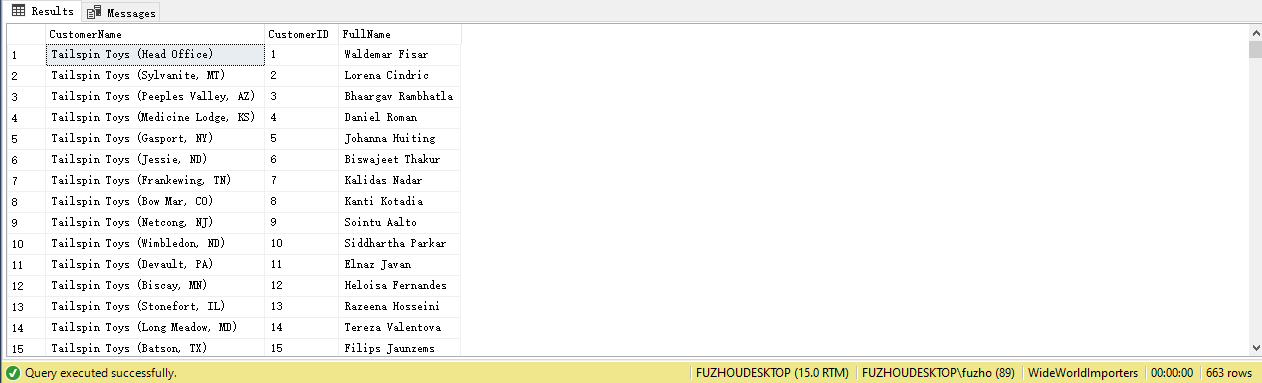 Results Messages
CustomerName CustomerID FullName
1 Tailspin Toys (Head Office) 1 Waldemar Fisar
2 Tailspin Toys (Sylvanite, MT) 2 Lorena Cindric
3 Tailspin Toys (Peeples Valley, AZ) 3 Bhaargav Rambhatla
4 Tailspin Toys (Medicine Lodge, KS) 4 Daniel Roman
5 Tailspin Toys (Gasport, NY) 5 Johanna Huiting
6 Tailspin Toys (Jessie, ND) 6 Biswajeet Thakur
7 Tailspin Toys (Frankewing, TN) 7 Kalidas Nadar
8 Tailspin Toys (Bow Mar, CO) 8 Kanti Kotadia
9 Tailspin Toys (Netcong, NJ) 9 Sointu Aalto
10 Tailspin Toys (Wimbledon, ND) 10 Siddhartha Parkar
11 Tailspin Toys (Devault, PA) 11 Elnaz Javan
12 Tailspin Toys (Biscay, MN) 12 Heloisa Fernandes
13 Tailspin Toys (Stonefort, IL) 13 Razeena Hosseini
14 Tailspin Toys (Long Meadow, MD) 14 Tereza Valentova
15 Tailspin Toys (Batson, TX) 15 Filips Jaunzems
Query executed successfully. FUZHOUDESKTOP (15.0 RTM) FUZHOUDESKTOP\fuzho (89) WideWorldImporters 00:00:00 663 rows